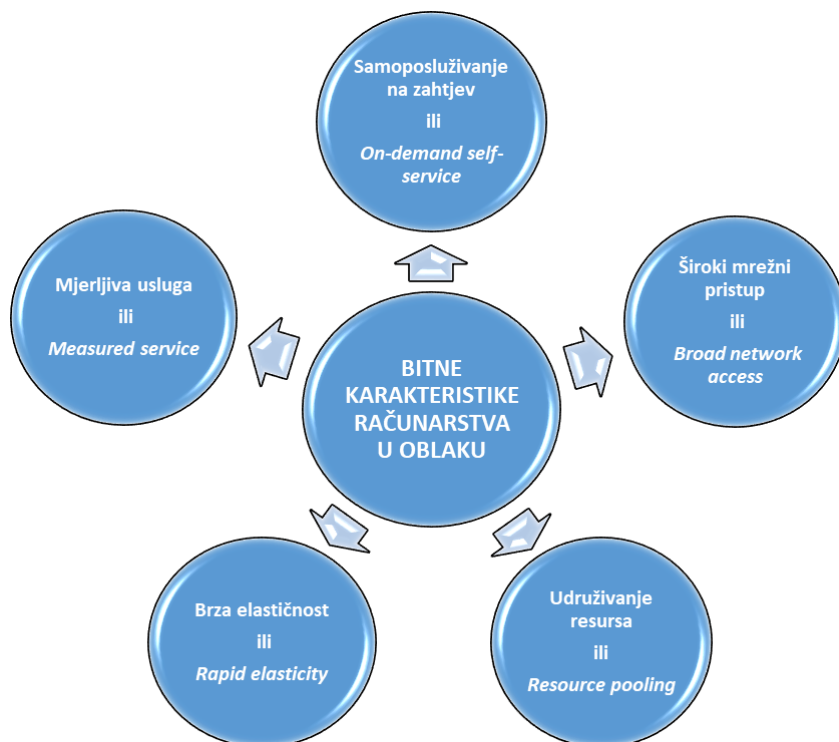 Samoposluživanje
na zahtjev
ili
On-demand self-
service
Mjerljiva usluga
ili
Measured service
Široki mrežni
pristup
ili
Broad network
access
BITNE
KARAKTERISTIKE
RAČUNARSTVA
U OBLAKU
Brza elastičnost
ili
Rapid elasticity
Udruživanje
resursa
ili
Resource pooling